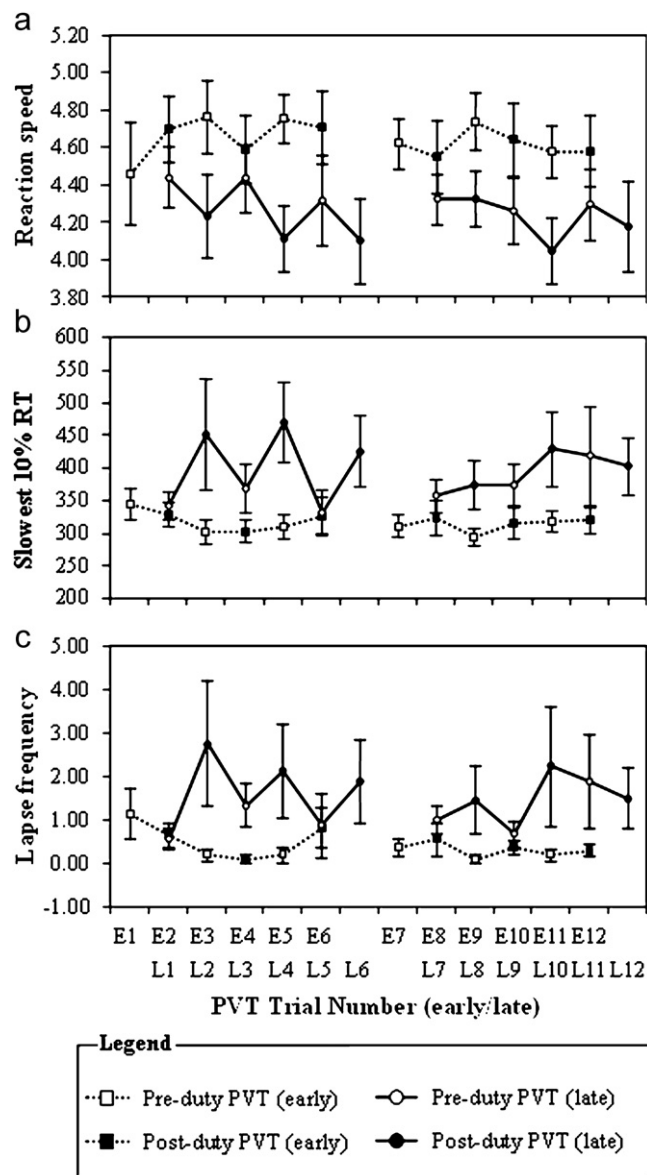 a
5.20
5.00
4.80
4.60
4.40
4.20
4.00
3.80
Reaction speed
b
600
550
500
450
400
350
300
250
200
Slowest 10% RT
c
5.00
4.00
3.00
2.00
1.00
0.00
-1.00
Lapse frequency
E1 E2 E3 E4 E5 E6 E7 E8 E9 E10 E11 E12
L1 L2 L3 L4 L5 L6 L7 L8 L9 L10 L11 L12
PVT Trial Number (early/late)
Legend
Pre-duty PVT (early) Pre-duty PVT (late)
Post-duty PVT (early) Post-duty PVT (late)